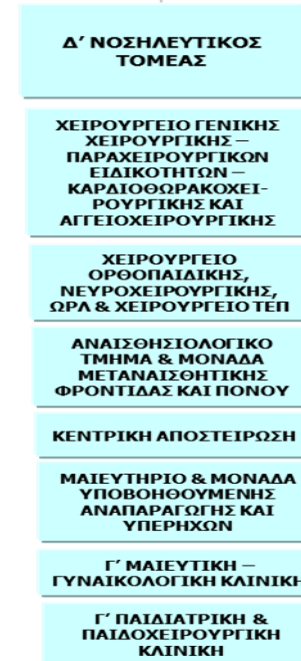 Δ΄ ΝΟΣΗΛΕΥΤΙΚΟΣ
ΤΟΜΕΑΣ
ΧΕΙΡΟΥΡΓΕΙΟ ΓΕΝΙΚΗΣ
ΧΕΙΡΟΥΡΓΙΚΗΣ –
ΠΑΡΑΧΕΙΡΟΥΡΓΙΚΩΝ
ΕΙΔΙΚΟΤΗΤΩΝ –
ΚΑΡΔΙΟΘΩΡΑΚΟΧΕΙ-
ΡΟΥΡΓΙΚΗΣ ΚΑΙ
ΑΓΓΕΙΟΧΕΙΡΟΥΡΓΙΚΗΣ
ΧΕΙΡΟΥΡΓΕΙΟ
ΟΡΘΟΠΑΙΔΙΚΗΣ,
ΝΕΥΡΟΧΕΙΡΟΥΡΓΙΚΗΣ,
ΩΡΛ & ΧΕΙΡΟΥΡΓΕΙΟ ΤΕΠ
ΑΝΑΙΣΘΗΣΙΟΛΟΓΙΚΟ
ΤΜΗΜΑ & ΜΟΝΑΔΑ
ΜΕΤΑΝΑΙΣΘΗΤΙΚΗΣ
ΦΡΟΝΤΙΔΑΣ ΚΑΙ ΠΟΝΟΥ
ΚΕΝΤΡΙΚΗ ΑΠΟΣΤΕΙΡΩΣΗ
ΜΑΙΕΥΤΗΡΙΟ & ΜΟΝΑΔΑ
ΥΠΟΒΟΗΘΟΥΜΕΝΗΣ
ΑΝΑΠΑΡΑΓΩΓΗΣ ΚΑΙ
ΥΠΕΡΗΧΩΝ
Γ΄ ΜΑΙΕΥΤΙΚΗ –
ΓΥΝΑΙΚΟΛΟΓΙΚΗ ΚΛΙΝΙΚΗ
Γ΄ ΠΑΙΔΙΑΤΡΙΚΗ &
ΠΑΙΔΟΧΕΙΡΟΥΡΓΙΚΗ
ΚΛΙΝΙΚΗ